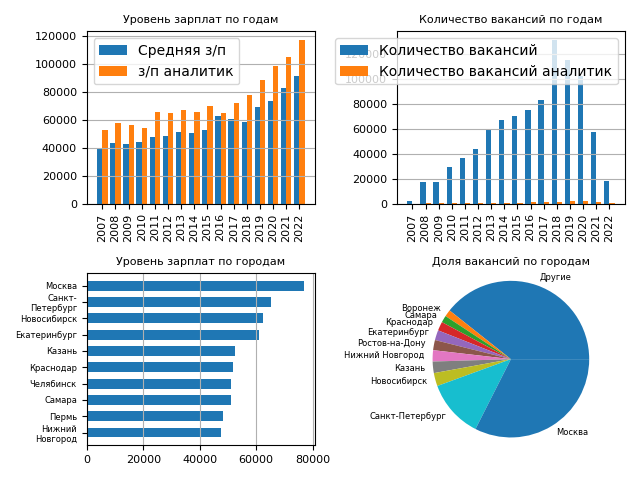 Уровень зарплат по годам
120000
100000
80000
60000
40000
20000
0
Средняя з/п
з/п аналитик
2007
2008
2009
2010
2011
2012
2013
2014
2015
2016
2017
2018
2019
2020
2021
2022
Количество вакансий по годам
120000
100000
80000
60000
40000
20000
0
Количество вакансий
Количество вакансий аналитик
2007
2008
2009
2010
2011
2012
2013
2014
2015
2016
2017
2018
2019
2020
2021
2022
Уровень зарплат по городам
Москва
Санкт-
Петербург
Новосибирск
Екатеринбург
Казань
Краснодар
Челябинск
Самара
Пермь
Нижний
Новгород
0
20000
40000
60000
80000
Доля вакансий по городам
Другие
Воронеж
Самара
Краснодар
Екатеринбург
Ростов-на-Дону
Нижний Новгород
Казань
Новосибирск
Санкт-Петербург
Москва